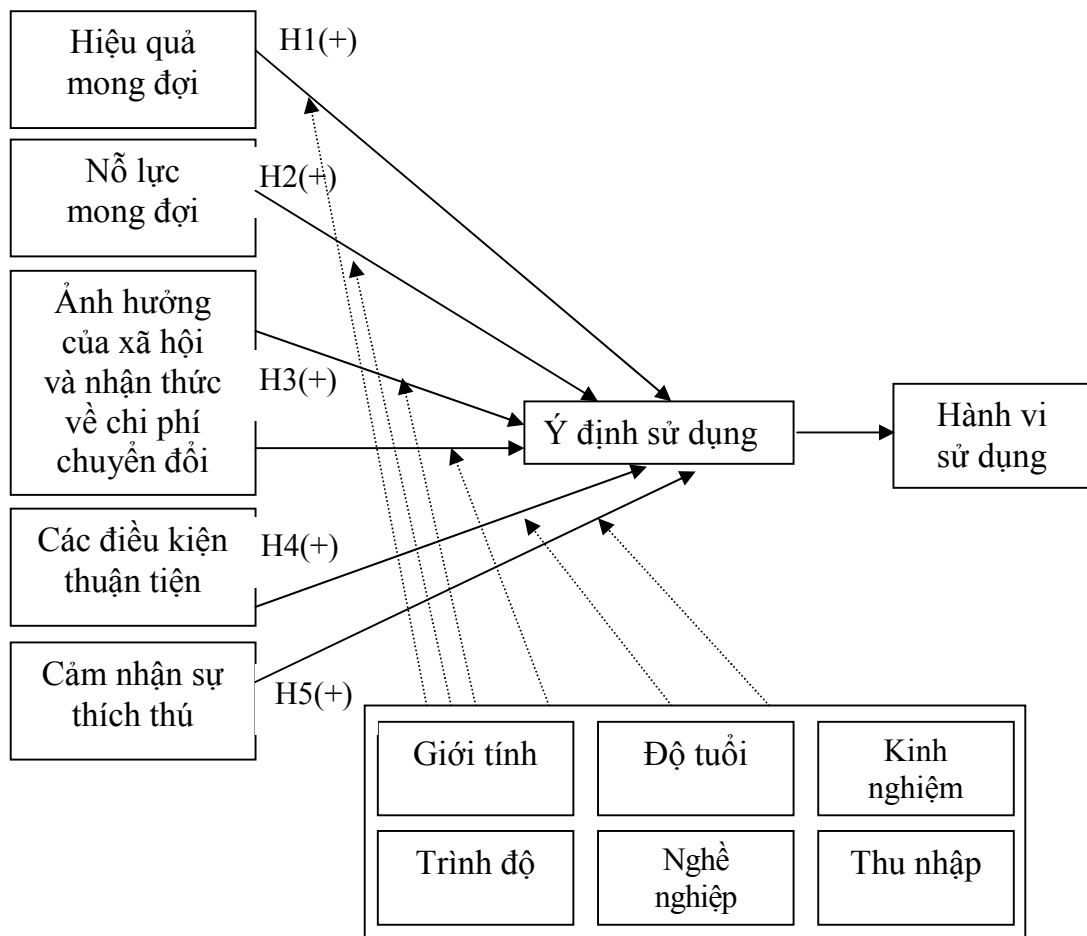 Hiệu quả
mong đợi
H1(+)
Nỗ lực
mong đợi
H2(+)
Ảnh hưởng
của xã hội
và nhận thức
về chi phí
chuyển đổi
H3(+)
Ý định sử dụng
Hành vi
sử dụng
Các điều kiện
thuận tiện
H4(+)
Cảm nhận sự
thích thú
H5(+)
Giới tính
Độ tuổi
Kinh
nghiệm
Trình độ
Nghề
nghiệp
Thu nhập